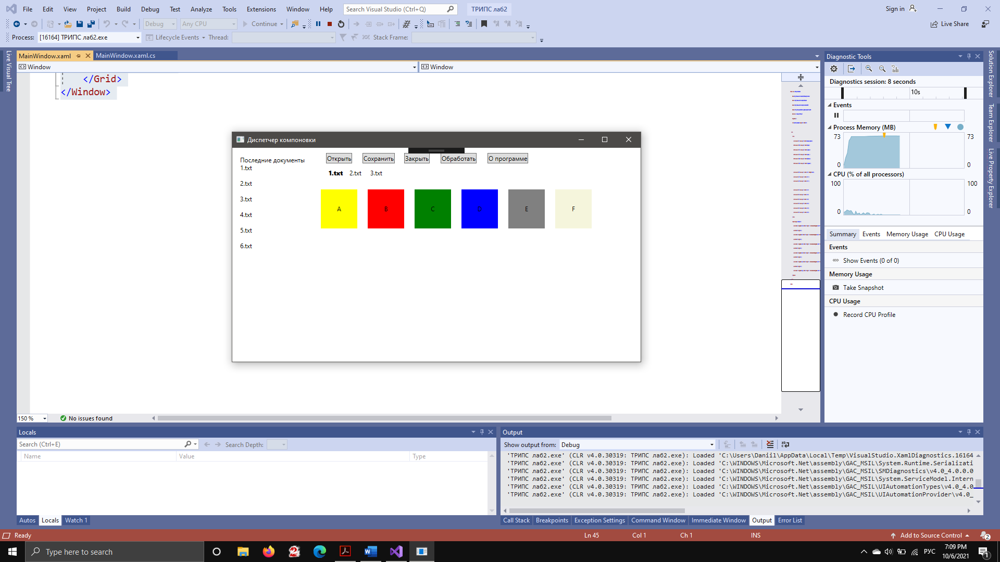 File Edit View Project Build Debug Test Analyze Tools Extensions Window Help Search Visual Studio (Ctrl+Q) ТРИПС лаб2 Sign in
Debug Any CPU Continue Live Share
Process: [16164] ТРИПС лаб2.exe Lifecycle Events Thread: Stack Frame:
Live Visual Tree
MainWindow.xaml MainWindow.xaml.cs
Window Window
</Grid>
</Window>
Диспетчер компоновки
Последние документы
1.txt
2.txt
3.txt
4.txt
5.txt
6.txt
Открыть Сохранить Закрыть Обработать О программе
1.txt 2.txt 3.txt
A B C D E F
150 % No issues found
Diagnostic Tools
Diagnostics session: 8 seconds
10s
Events
Process Memory (MB)
73 73
0 0
CPU (% of all processors)
100 100
0 0
Summary Events Memory Usage CPU Usage
Events
Show Events (0 of 0)
Memory Usage
Take Snapshot
CPU Usage
Record CPU Profile
Solution Explorer
Team Explorer
Live Property Explorer
Locals
Search (Ctrl+E) Search Depth:
Name Value Type
Autos Locals Watch 1
Output
Show output from: Debug
'ТРИПС лаб2.exe' (CLR v4.0.30319: ТРИПС лаб2.exe): Loaded 'C:\Users\Daniil\AppData\Local\Temp\VisualStudio.XamlDiagnostics.16164
'ТРИПС лаб2.exe' (CLR v4.0.30319: ТРИПС лаб2.exe): Loaded 'C:\WINDOWS\Microsoft.Net\assembly\GAC_MSIL\System.Runtime.Serializati
'ТРИПС лаб2.exe' (CLR v4.0.30319: ТРИПС лаб2.exe): Loaded 'C:\WINDOWS\Microsoft.Net\assembly\GAC_MSIL\SMDiagnostics\v4.0_4.0.0.0
'ТРИПС лаб2.exe' (CLR v4.0.30319: ТРИПС лаб2.exe): Loaded 'C:\WINDOWS\Microsoft.Net\assembly\GAC_MSIL\System.ServiceModel.Intern
'ТРИПС лаб2.exe' (CLR v4.0.30319: ТРИПС лаб2.exe): Loaded 'C:\WINDOWS\Microsoft.Net\assembly\GAC_MSIL\UIAutomationTypes\v4.0_4.0
'ТРИПС лаб2.exe' (CLR v4.0.30319: ТРИПС лаб2.exe): Loaded 'C:\WINDOWS\Microsoft.Net\assembly\GAC_MSIL\UIAutomationProvider\v4.0_
Call Stack Breakpoints Exception Settings Command Window Immediate Window Output Error List
Ready Ln 45 Col 1 Ch 1 INS Add to Source Control 2
Type here to search РУС 7:09 PM
10/6/2021 1